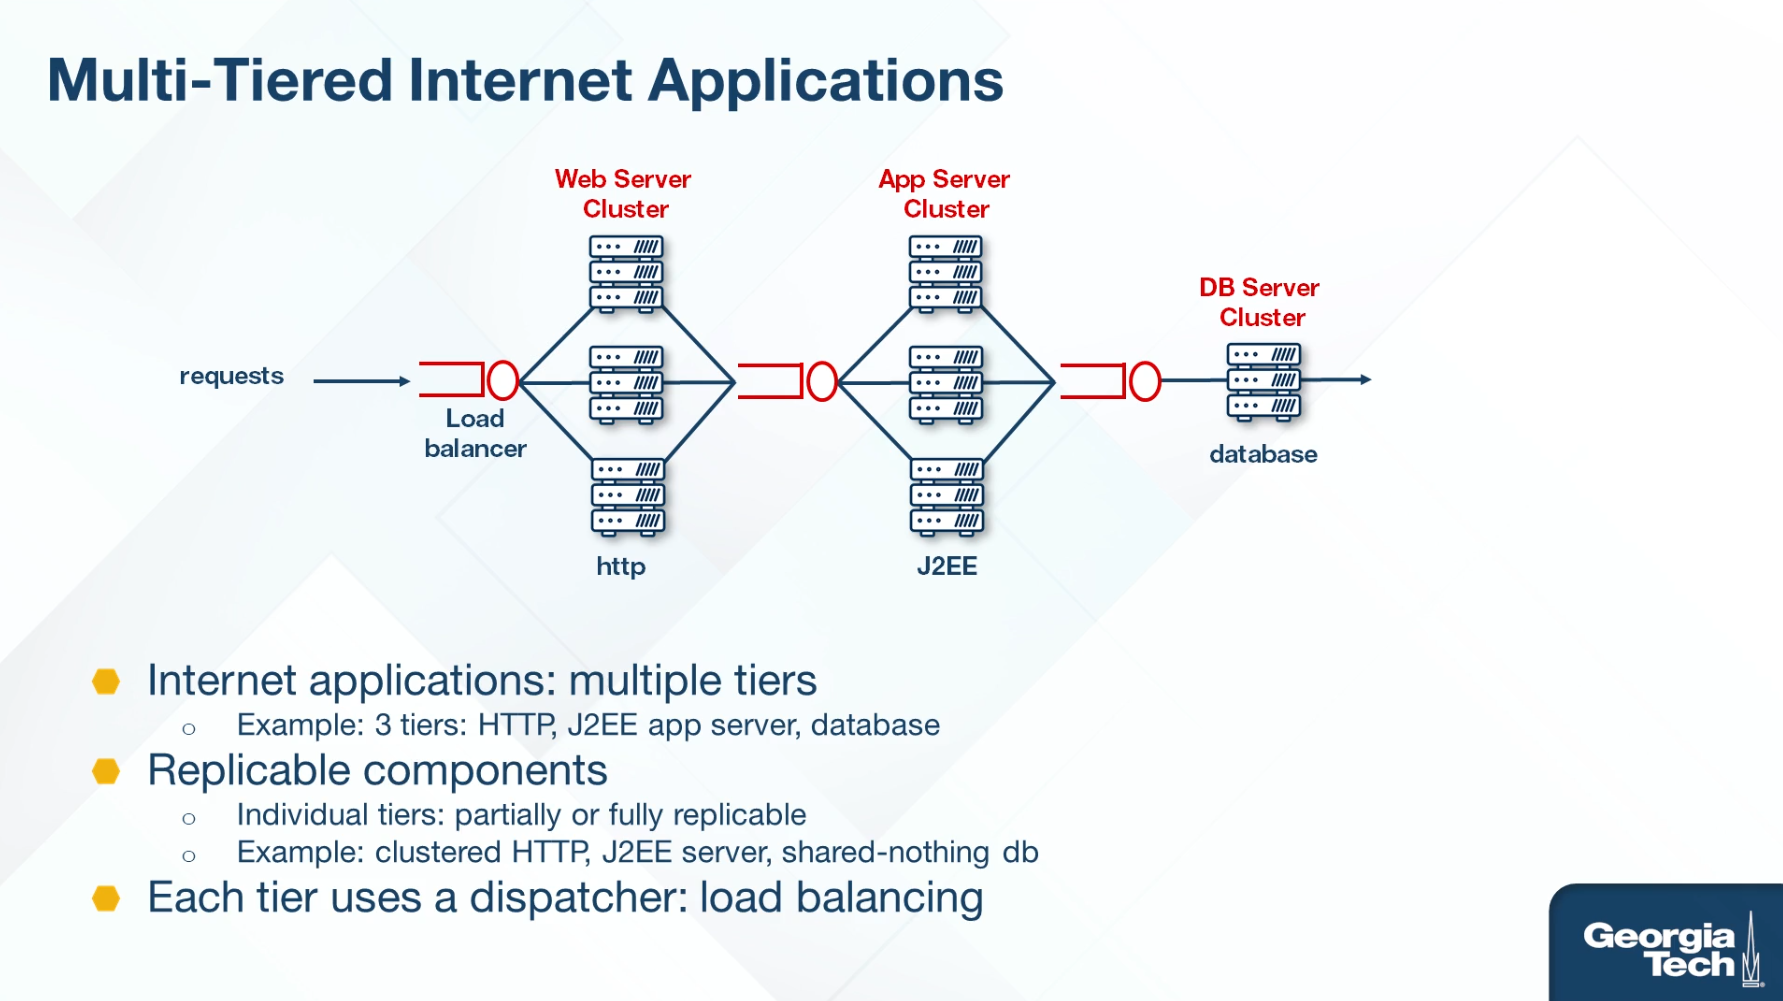 Multi-Tiered Internet Applications
Web Server
Cluster
App Server
Cluster
DB Server
Cluster
requests
Load
balancer
database
http
J2EE
Internet applications: multiple tiers
Example: 3 tiers: HTTP, J2EE app server, database
Replicable components
Individual tiers: partially or fully replicable
Example: clustered HTTP, J2EE server, shared-nothing db
Each tier uses a dispatcher: load balancing
Georgia
Tech